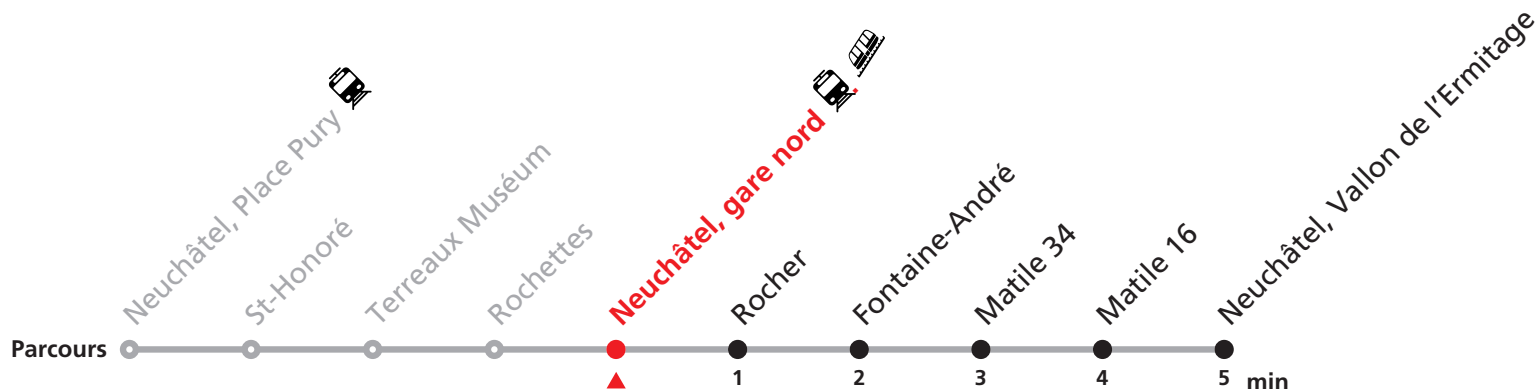 Neuchâtel, Place Pury
St-Honoré
Terreaux Muséum
Rochettes
Neuchâtel, gare nord
Rocher
Fontaine-André
Matile 34
Matile 16
Neuchâtel, Vallon de l'Ermitage
Parcours
1 2 3 4 5 min